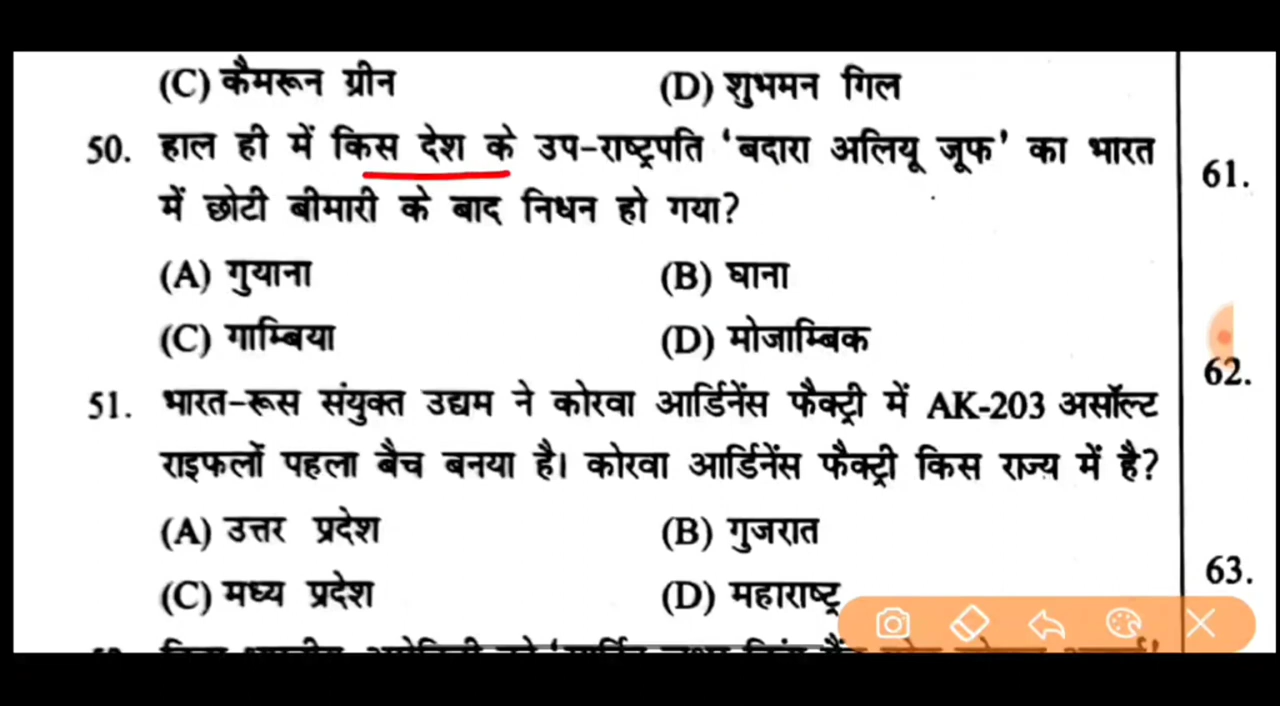 (C) कैमरून ग्रीन (D) शुभमन गिल
50. हाल ही में किस देश के उप-राष्ट्रपति 'बदारा अलियू जूफ' का भारत
में छोटी बीमारी के बाद निधन हो गया?
(A) गुयाना (B) घाना
(C) गाम्बिया (D) मोजाम्बिक
51. भारत-रूस संयुक्त उद्यम ने कोरवा आर्डिनेंस फैक्ट्री में AK-203 असॉल्ट
राइफलों पहला बैच बनया है। कोरवा आर्डिनेंस फैक्ट्री किस राज्य में है?
(A) उत्तर प्रदेश (B) गुजरात
(C) मध्य प्रदेश (D) महाराष्ट्र
61.
62.
63.